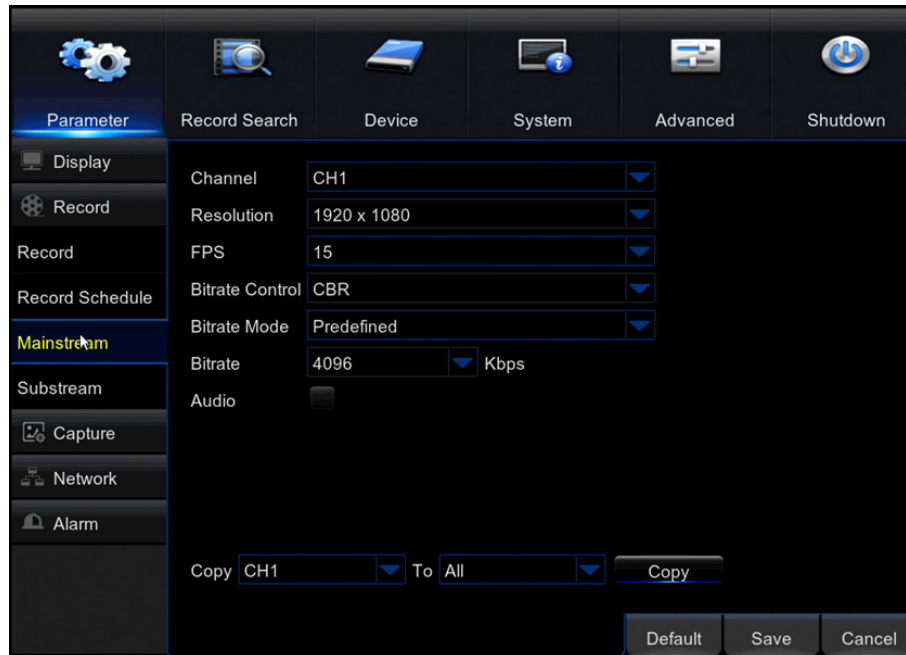 Parameter Record Search Device System Advanced Shutdown
Display
Record
Record
Record Schedule
Mainstream
Substream
Capture
Network
Alarm
Channel CH1
Resolution 1920 x 1080
FPS 15
Bitrate Control CBR
Bitrate Mode Predefined
Bitrate 4096 Kbps
Audio
Copy CH1 To All Copy
Default Save Cancel